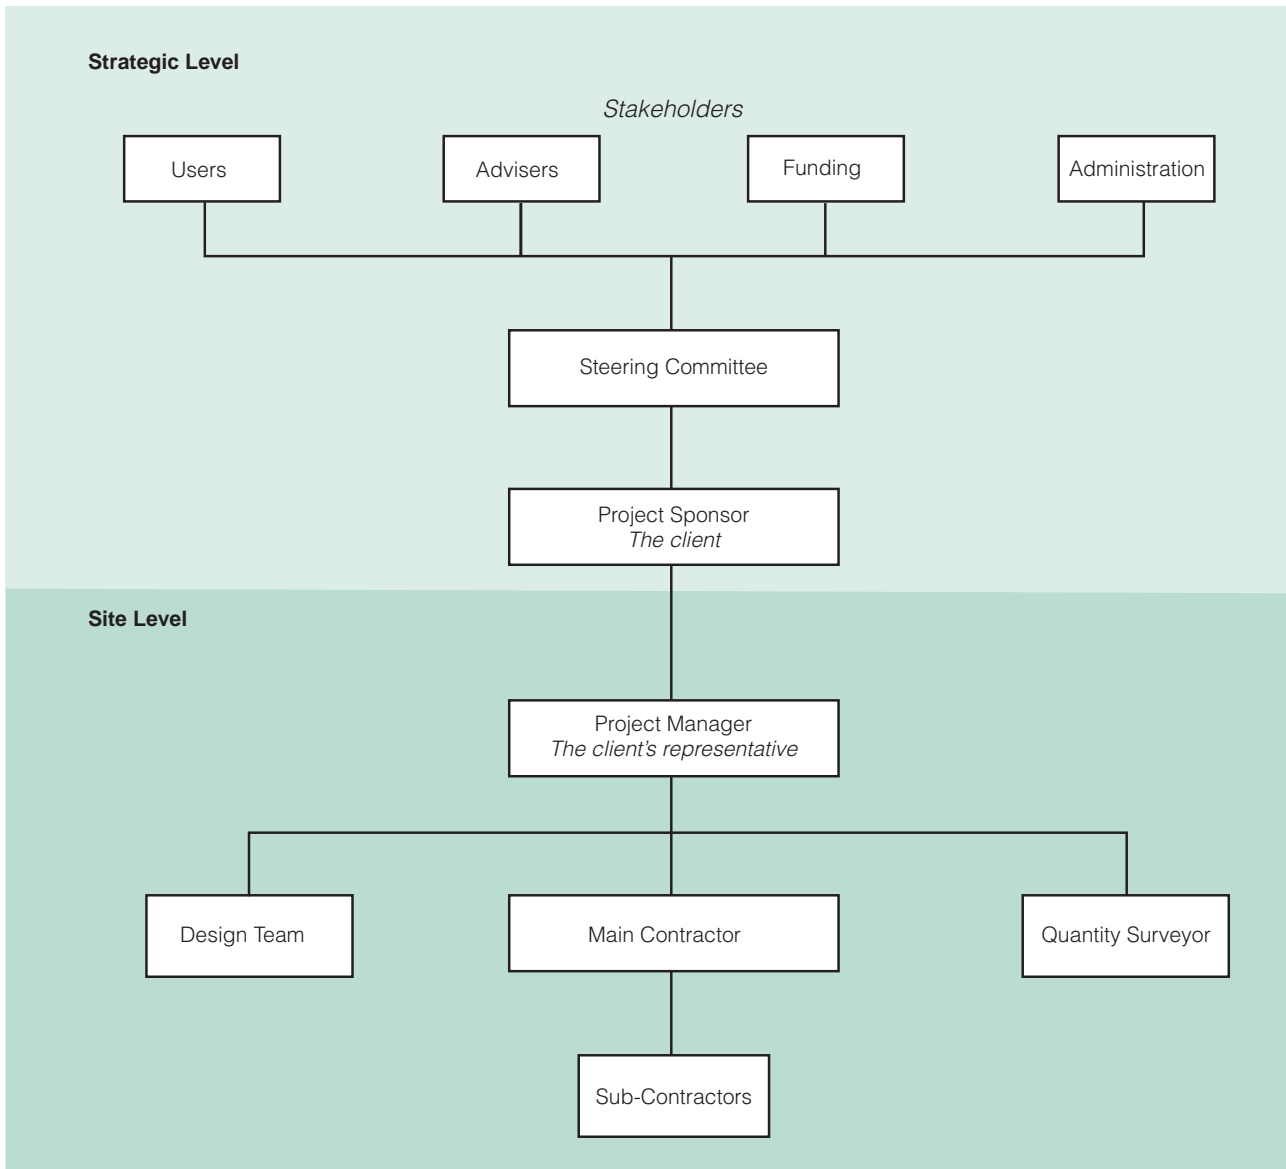 Strategic Level
Stakeholders
Users
Advisers
Funding
Administration
Steering Committee
Project Sponsor
The client
Site Level
Project Manager
The client's representative
Design Team
Main Contractor
Quantity Surveyor
Sub-Contractors